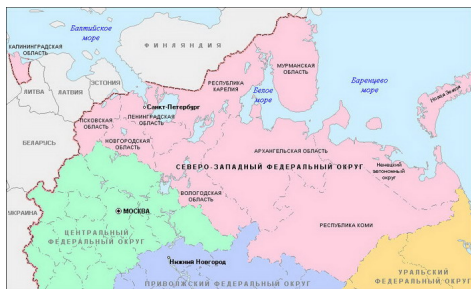 Балтийское
море
ФИНЛЯНДИЯ
КАЛИНИНГРАДСКАЯ
ОБЛАСТЬ
МУРМАНСКАЯ
ОБЛАСТЬ
Баренцево
море
РЕСПУБЛИКА
КАРЕЛИЯ
Белое
море
Новая Земля
ЭСТОНИЯ
ЛИТВА
ЛАТВИЯ
Санкт-Петербург
ПСКОВСКАЯ
ОБЛАСТЬ
ЛЕНИНГРАДСКАЯ
ОБЛАСТЬ
БЕЛАРУСЬ
НОВГОРОДСКАЯ
ОБЛАСТЬ
АРХАНГЕЛЬСКАЯ ОБЛАСТЬ
СЕВЕРО-ЗАПАДНЫЙ ФЕДЕРАЛЬНЫЙ ОКРУГ
Ненецкий
автономный
округ
ВОЛОГОДСКАЯ
ОБЛАСТЬ
УКРАИНА
МОСКВА
ЦЕНТРАЛЬНЫЙ
ФЕДЕРАЛЬНЫЙ ОКРУГ
РЕСПУБЛИКА КОМИ
Нижний Новгород
ПРИВОЛЖСКИЙ ФЕДЕРАЛЬНЫЙ ОКРУГ
УРАЛЬСКИЙ
ФЕДЕРАЛЬНЫЙ ОКРУГ